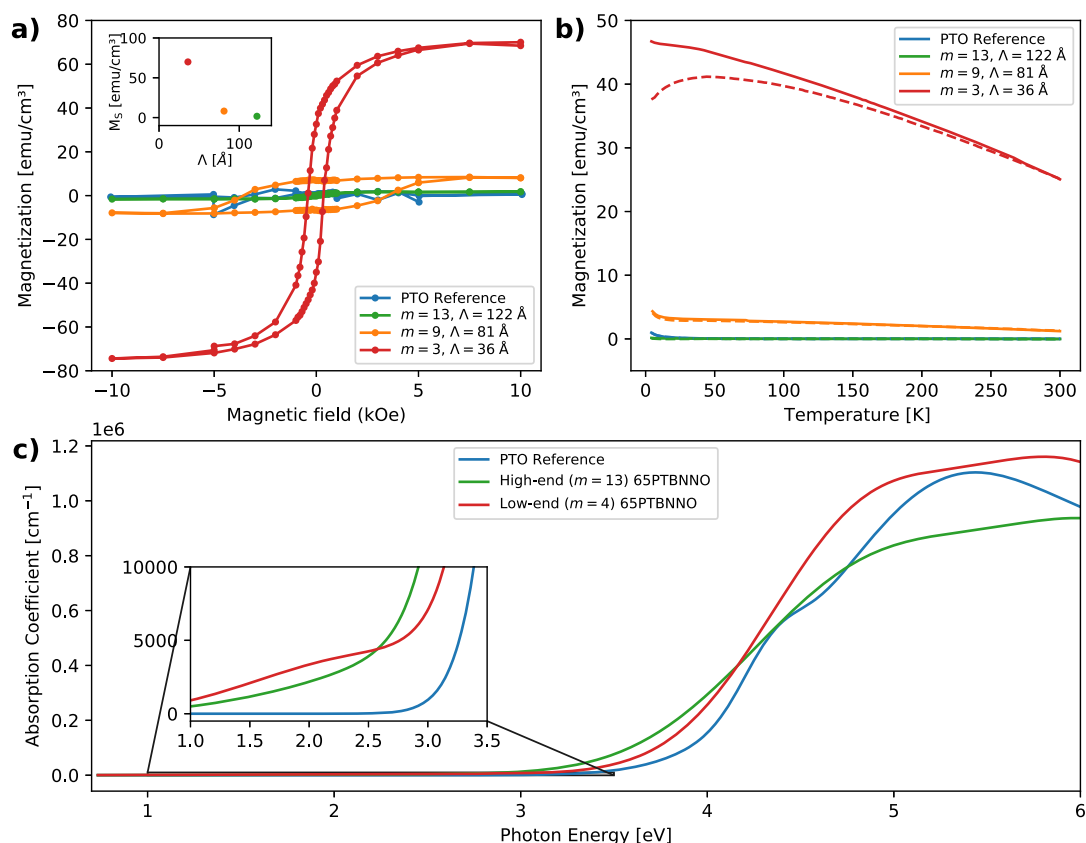 a)
80
60
40
20
0
−20
−40
−60
−80
Magnetization [emu/cm³]
−10
−5
0
5
10
Magnetic field (kOe)
100
50
0
M_S [emu/cm³]
0
100
Λ [Å]
PTO Reference
m = 13, Λ = 122 Å
m = 9, Λ = 81 Å
m = 3, Λ = 36 Å
b)
50
40
30
20
10
0
Magnetization [emu/cm³]
0
50
100
150
200
250
300
Temperature [K]
PTO Reference
m = 13, Λ = 122 Å
m = 9, Λ = 81 Å
m = 3, Λ = 36 Å
c)
1e6
1.2
1.0
0.8
0.6
0.4
0.2
0.0
Absorption Coefficient [cm⁻¹]
1
2
3
4
5
6
Photon Energy [eV]
PTO Reference
High-end (m = 13) 65PTBNNO
Low-end (m = 4) 65PTBNNO
10000
5000
0
1.0
1.5
2.0
2.5
3.0
3.5